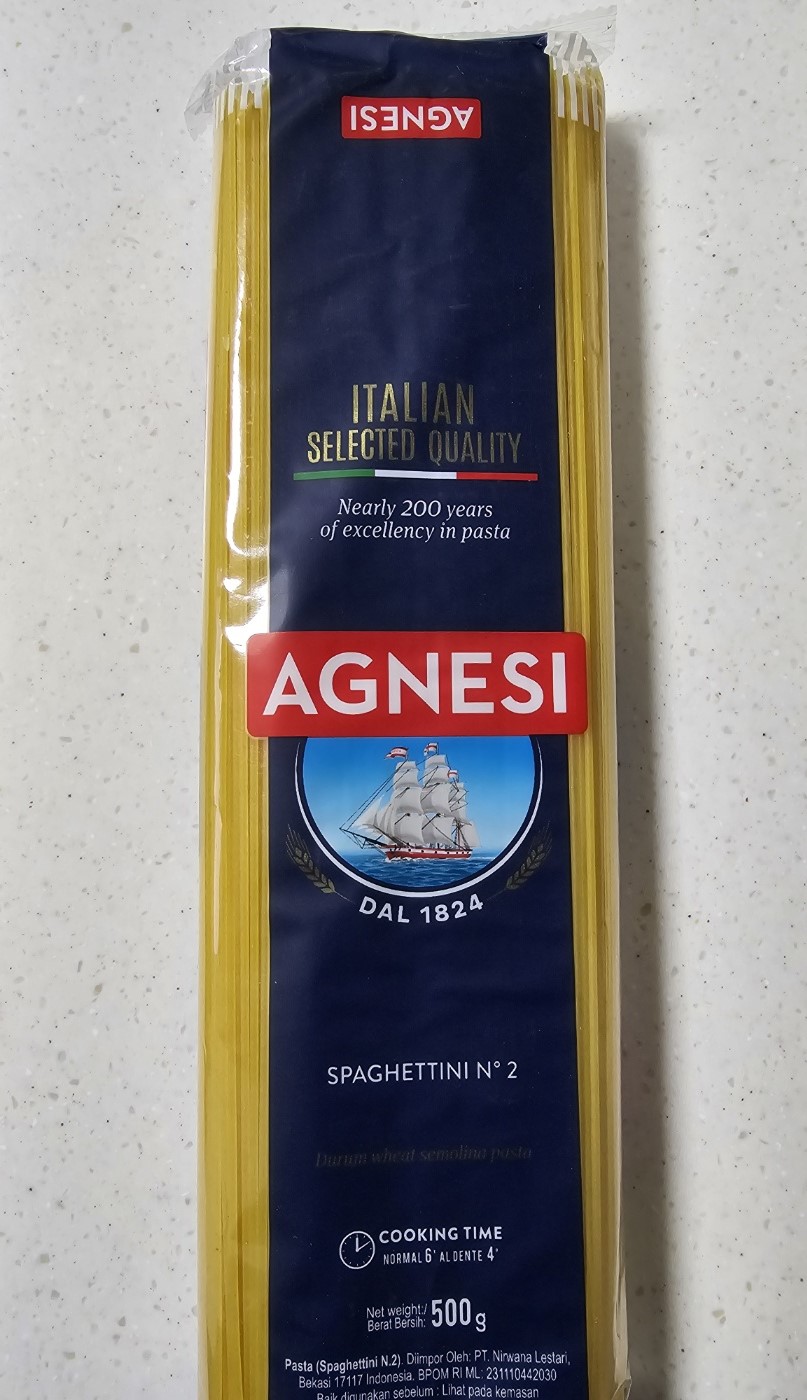 AGNESI
ITALIAN
SELECTED QUALITY
Nearly 200 years
of excellency in pasta
AGNESI
DAL 1824
SPAGHETTINI N° 2
Durum wheat semolina pasta
COOKING TIME
NORMAL 6' AL DENTE 4'
Net weight:/
Berat Bersih: 500 g
Pasta (Spaghettini N.2). Diimpor Oleh: PT. Nirwana Lestari,
Bekasi 17117 Indonesia. BPOM RI ML: 231110442030
Baik digunakan sebelum : Lihat pada kemasan